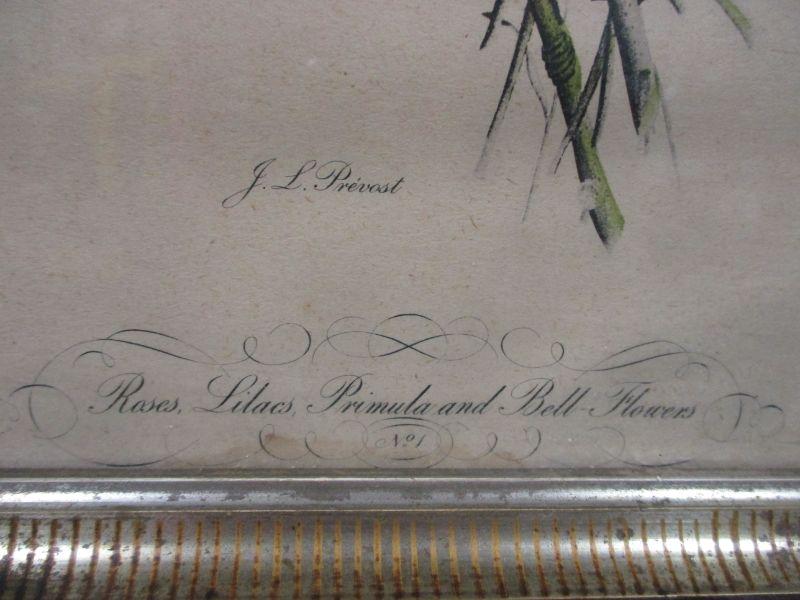 J. L. Prévost
Roses, Lilacs, Primula and Bell-Flowers
No 1